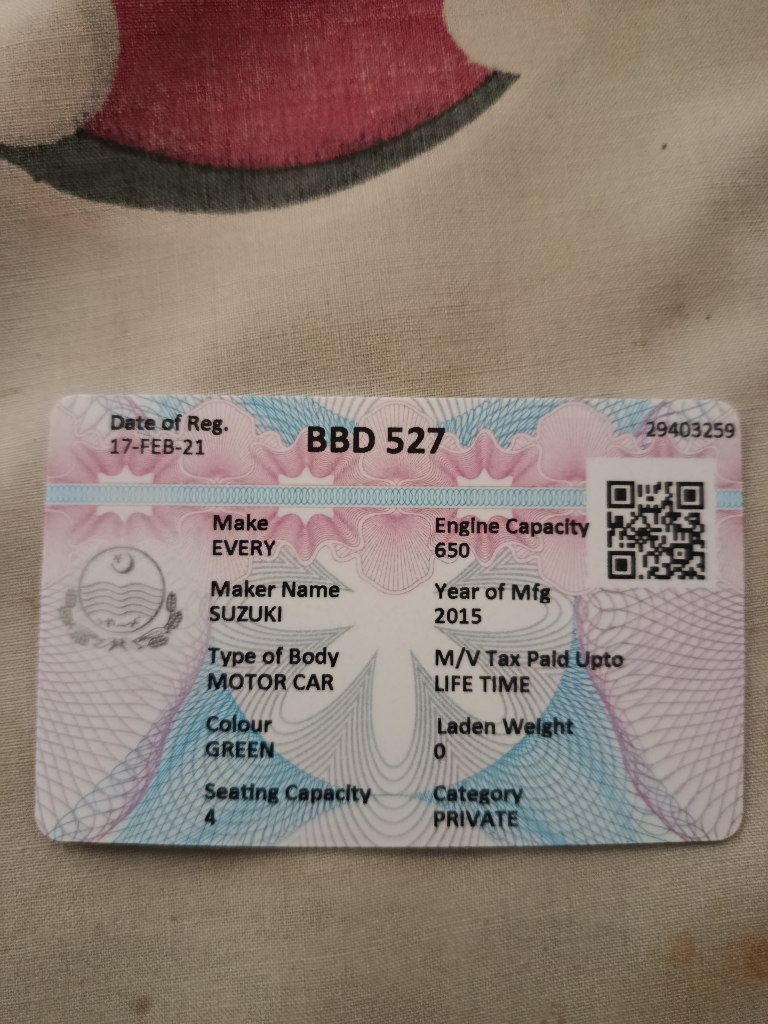 Date of Reg.
17-FEB-21
BBD 527
29403259
Make
EVERY
Engine Capacity
650
Maker Name
SUZUKI
Year of Mfg
2015
Type of Body
MOTOR CAR
M/V Tax Paid Upto
LIFE TIME
Colour
GREEN
Laden Weight
0
Seating Capacity
4
Category
PRIVATE